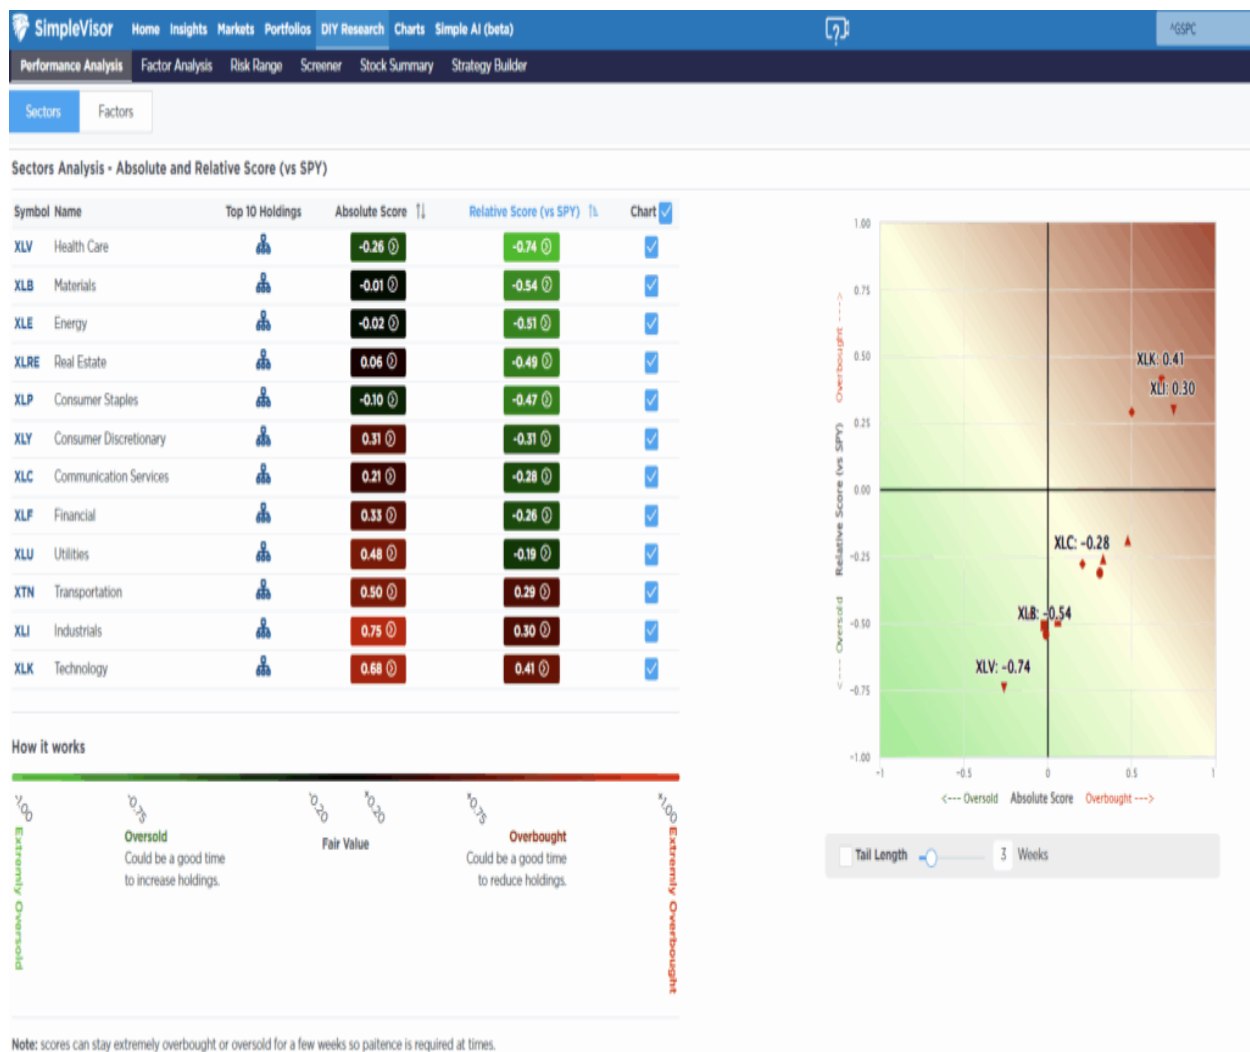 SimpleVisor Home Insights Markets Portfolios DIY Research Charts Simple AI (beta) ^GSPC
Performance Analysis Factor Analysis Risk Range Screener Stock Summary Strategy Builder
Sectors Factors
Sectors Analysis - Absolute and Relative Score (vs SPY)
Symbol Name Top 10 Holdings Absolute Score Relative Score (vs SPY) Chart
XLV Health Care -0.26 -0.74
XLB Materials -0.01 -0.54
XLE Energy -0.02 -0.51
XLRE Real Estate 0.06 -0.49
XLP Consumer Staples -0.10 -0.47
XLY Consumer Discretionary 0.31 -0.31
XLC Communication Services 0.21 -0.28
XLF Financial 0.33 -0.26
XLU Utilities 0.48 -0.19
XTN Transportation 0.50 0.29
XLI Industrials 0.75 0.30
XLK Technology 0.68 0.41
How it works
-1.00 -0.75 -0.20 +0.20 +0.75 +1.00
Extremly Oversold
Oversold
Could be a good time
to increase holdings.
Fair Value
Overbought
Could be a good time
to reduce holdings.
Extremly Overbought
Note: scores can stay extremely overbought or oversold for a few weeks so paitence is required at times.
1.00
0.75
0.50
0.25
0.00
-0.25
-0.50
-0.75
-1.00
<--- Oversold Relative Score (vs SPY) Overbought --->
XLK: 0.41
XLI: 0.30
XLC: -0.28
XLB: -0.54
XLV: -0.74
-1 -0.5 0 0.5 1
<--- Oversold Absolute Score Overbought --->
Tail Length 3 Weeks